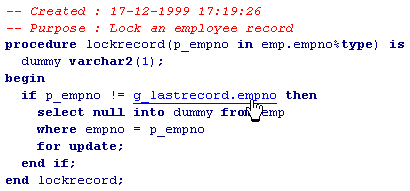 -- Created : 17-12-1999 17:19:26
-- Purpose : Lock an employee record
procedure lockrecord(p_empno in emp.empno%type) is
  dummy varchar2(1);
begin
  if p_empno != g_lastrecord.empno then
    select null into dummy from emp
    where empno = p_empno
    for update;
  end if;
end lockrecord;